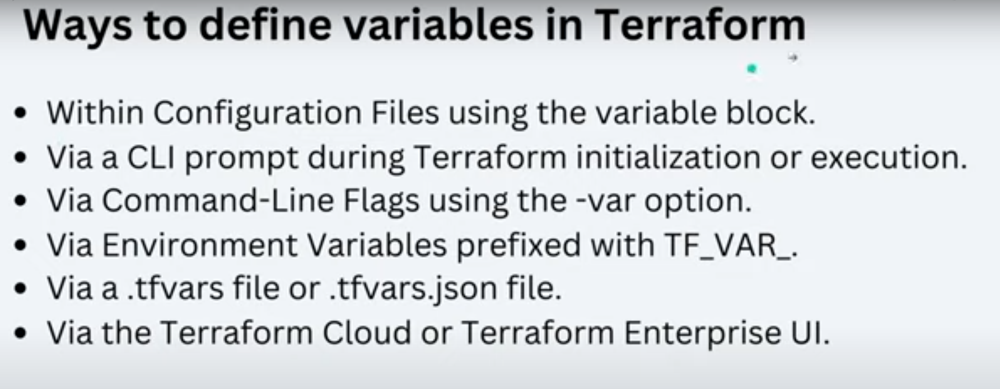 Ways to define variables in Terraform
• Within Configuration Files using the variable block.
• Via a CLI prompt during Terraform initialization or execution.
• Via Command-Line Flags using the -var option.
• Via Environment Variables prefixed with TF_VAR_.
• Via a .tfvars file or .tfvars.json file.
• Via the Terraform Cloud or Terraform Enterprise UI.